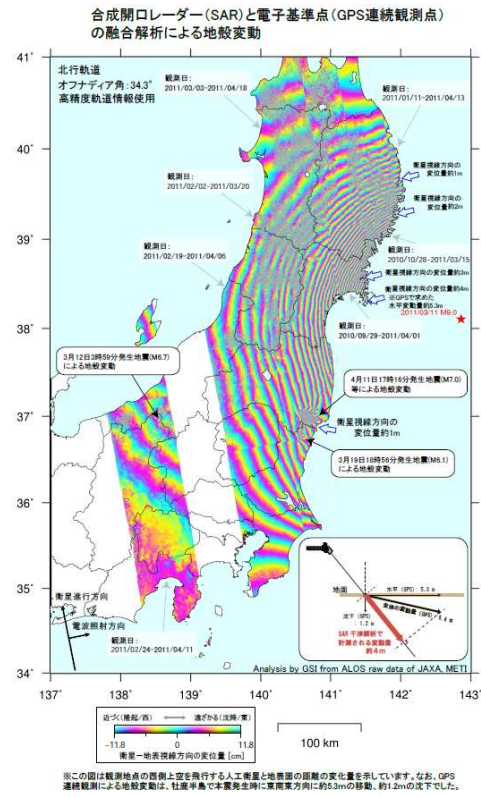 合成開口レーダー(SAR)と電子基準点(GPS連続観測点)
の融合解析による地殻変動
41°
40°
39°
38°
37°
36°
35°
34°
137°
138°
139°
140°
141°
142°
143°
北行軌道
オフナディア角:34.3°
高精度軌道情報使用
観測日:
2011/03/03-2011/04/18
観測日:
2011/01/11-2011/04/13
衛星視線方向の
変位量約1m
観測日:
2011/02/02-2011/03/20
衛星視線方向の
変位量約2m
観測日:
2011/02/19-2011/04/06
観測日:
2010/10/28-2011/03/15
衛星視線方向の変位量約3m
衛星視線方向の変位量約4m
※GPSで求めた
水平変動量約5.3m
2011/03/11 M9.0
観測日:
2010/09/29-2011/04/01
3月12日3時59分発生地震(M6.7)
による地殻変動
4月11日17時16分発生地震(M7.0)
等による地殻変動
衛星視線方向の
変位量約1m
3月19日18時56分発生地震(M6.1)
による地殻変動
衛星進行方向
電波照射方向
観測日:
2011/02/24-2011/04/11
地面
水平(GPS): 5.3 m
沈下(GPS)
: 1.2 m
全体の変動量(GPS): 5.4 m
SAR 干渉解析で
計測される変動量
約4m
Analysis by GSI from ALOS raw data of JAXA, METI
近づく(隆起/西)
遠ざかる(沈降/東)
-11.8
0
11.8
衛星-地表視線方向の変位量 [cm]
100 km
※この図は観測地点の西側上空を飛行する人工衛星と地表面の距離の変化量を示しています。なお、GPS
連続観測による地殻変動は、牡鹿半島で本震発生時に東南東方向に約5.3mの移動、約1.2mの沈下でした。